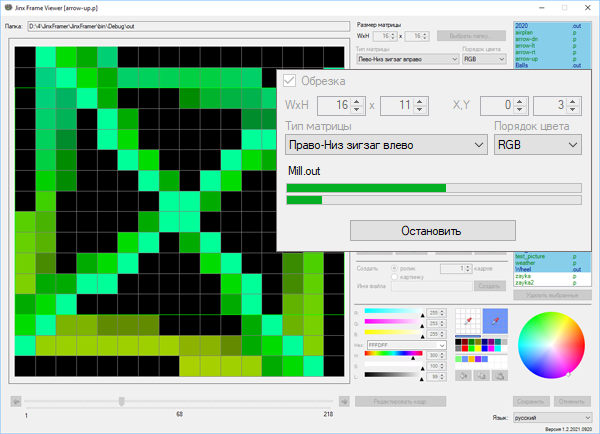 Jinx Frame Viewer [arrow-up.p]
Папка: D:\4\JinxFramer\JinxFramer\bin\Debug\out
Размер матрицы
WxH 16 x 16 Выбрать папку...
Тип матрицы Порядок цвета
Лево-Низ зигзаг вправо RGB
2020 .out
airplan .p
arrow-dn .p
arrow-lt .p
arrow-rt .p
arrow-up .p
Balls .out
Обрезка
WxH 16 x 11 X,Y 0 3
Тип матрицы Порядок цвета
Право-Низ зигзаг влево RGB
Mill.out
Остановить
test_picture .p
weather .p
Wheel .out
zayka .p
zayka2 .p
Удалить выбранные
Создать ролик 1 кадров
картинку
Имя файла Создать
R: 255
G: 255
B: 255
Hex FFFDFF
H: 300
S: 100
L: 99
1 68 218
Редактировать кадр
Сохранить Отменить
Язык: русский
Версия 1.2.2021.0920